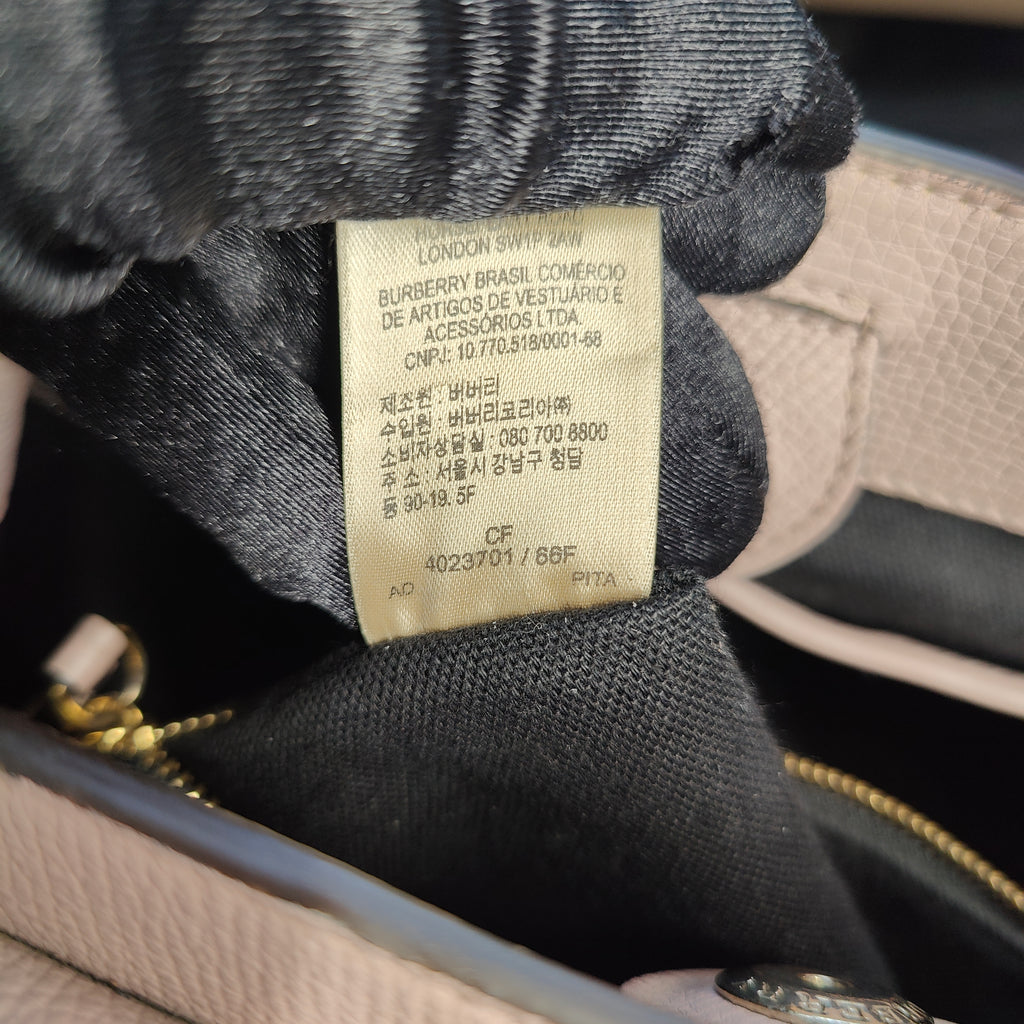 LONDON SW1P 2AW
BURBERRY BRASIL COMÉRCIO
DE ARTIGOS DE VESTUÁRIO E
ACESSÓRIOS LTDA
CNPJ: 10.770.518/0001-68
제조원 : 버버리
수입원 : 버버리코리아㈜
소비자상담실 : 080 700 8800
주 소 : 서울시 강남구 청담
동 90-19. 5F
CF
4023701 / 66F
AO PITA